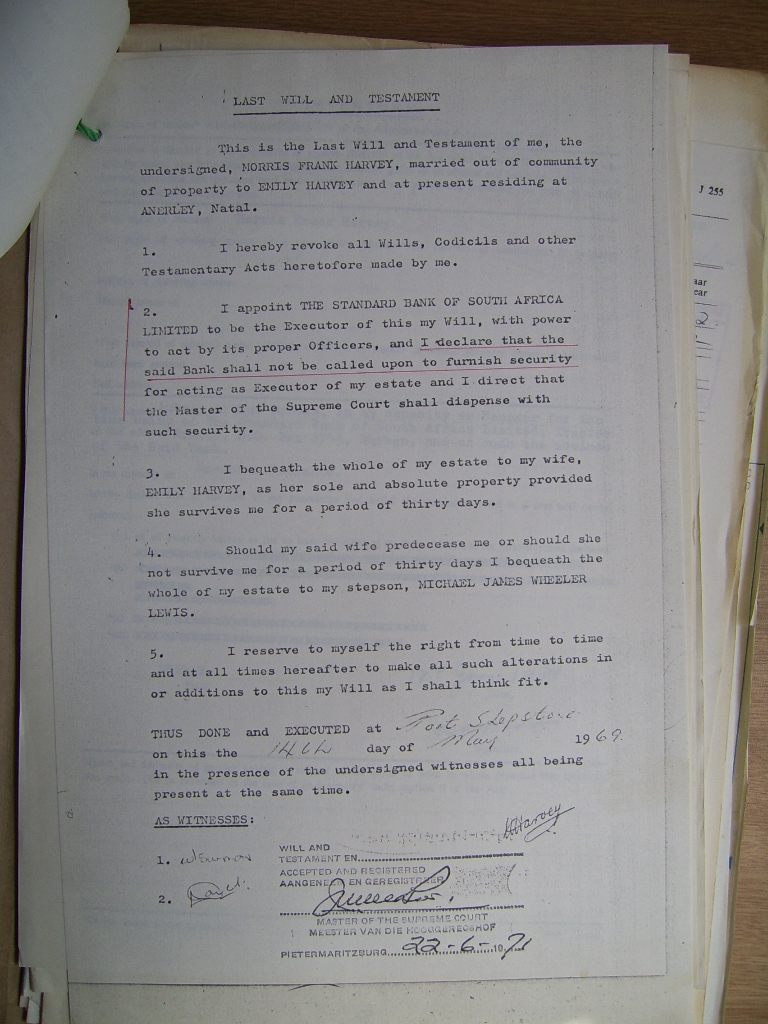 LAST WILL AND TESTAMENT
This is the Last Will and Testament of me, the
undersigned, MORRIS FRANK HARVEY, married out of community
of property to EMILY HARVEY and at present residing at
ANERLEY, Natal.
1. I hereby revoke all Wills, Codicils and other
Testamentary Acts heretofore made by me.
2. I appoint THE STANDARD BANK OF SOUTH AFRICA
LIMITED to be the Executor of this my Will, with power
to act by its proper Officers, and I declare that the
said Bank shall not be called upon to furnish security
for acting as Executor of my estate and I direct that
the Master of the Supreme Court shall dispense with
such security.
3. I bequeath the whole of my estate to my wife,
EMILY HARVEY, as her sole and absolute property provided
she survives me for a period of thirty days.
4. Should my said wife predecease me or should she
not survive me for a period of thirty days I bequeath the
whole of my estate to my stepson, MICHAEL JAMES WHEELER
LEWIS.
5. I reserve to myself the right from time to time
and at all times hereafter to make all such alterations in
or additions to this my Will as I shall think fit.
THUS DONE and EXECUTED at Port Shepstone
on this the 14th day of May 1969.
in the presence of the undersigned witnesses all being
present at the same time.
AS WITNESSES:
Harvey
1.
2.
WILL AND
TESTAMENT EN
ACCEPTED AND REGISTERED
AANGENEEM EN GEREGISTREER
MASTER OF THE SUPREME COURT
MEESTER VAN DIE HOOGGEREGSHOF
PIETERMARITZBURG 22-6-1971
J 255
aar
ear
2